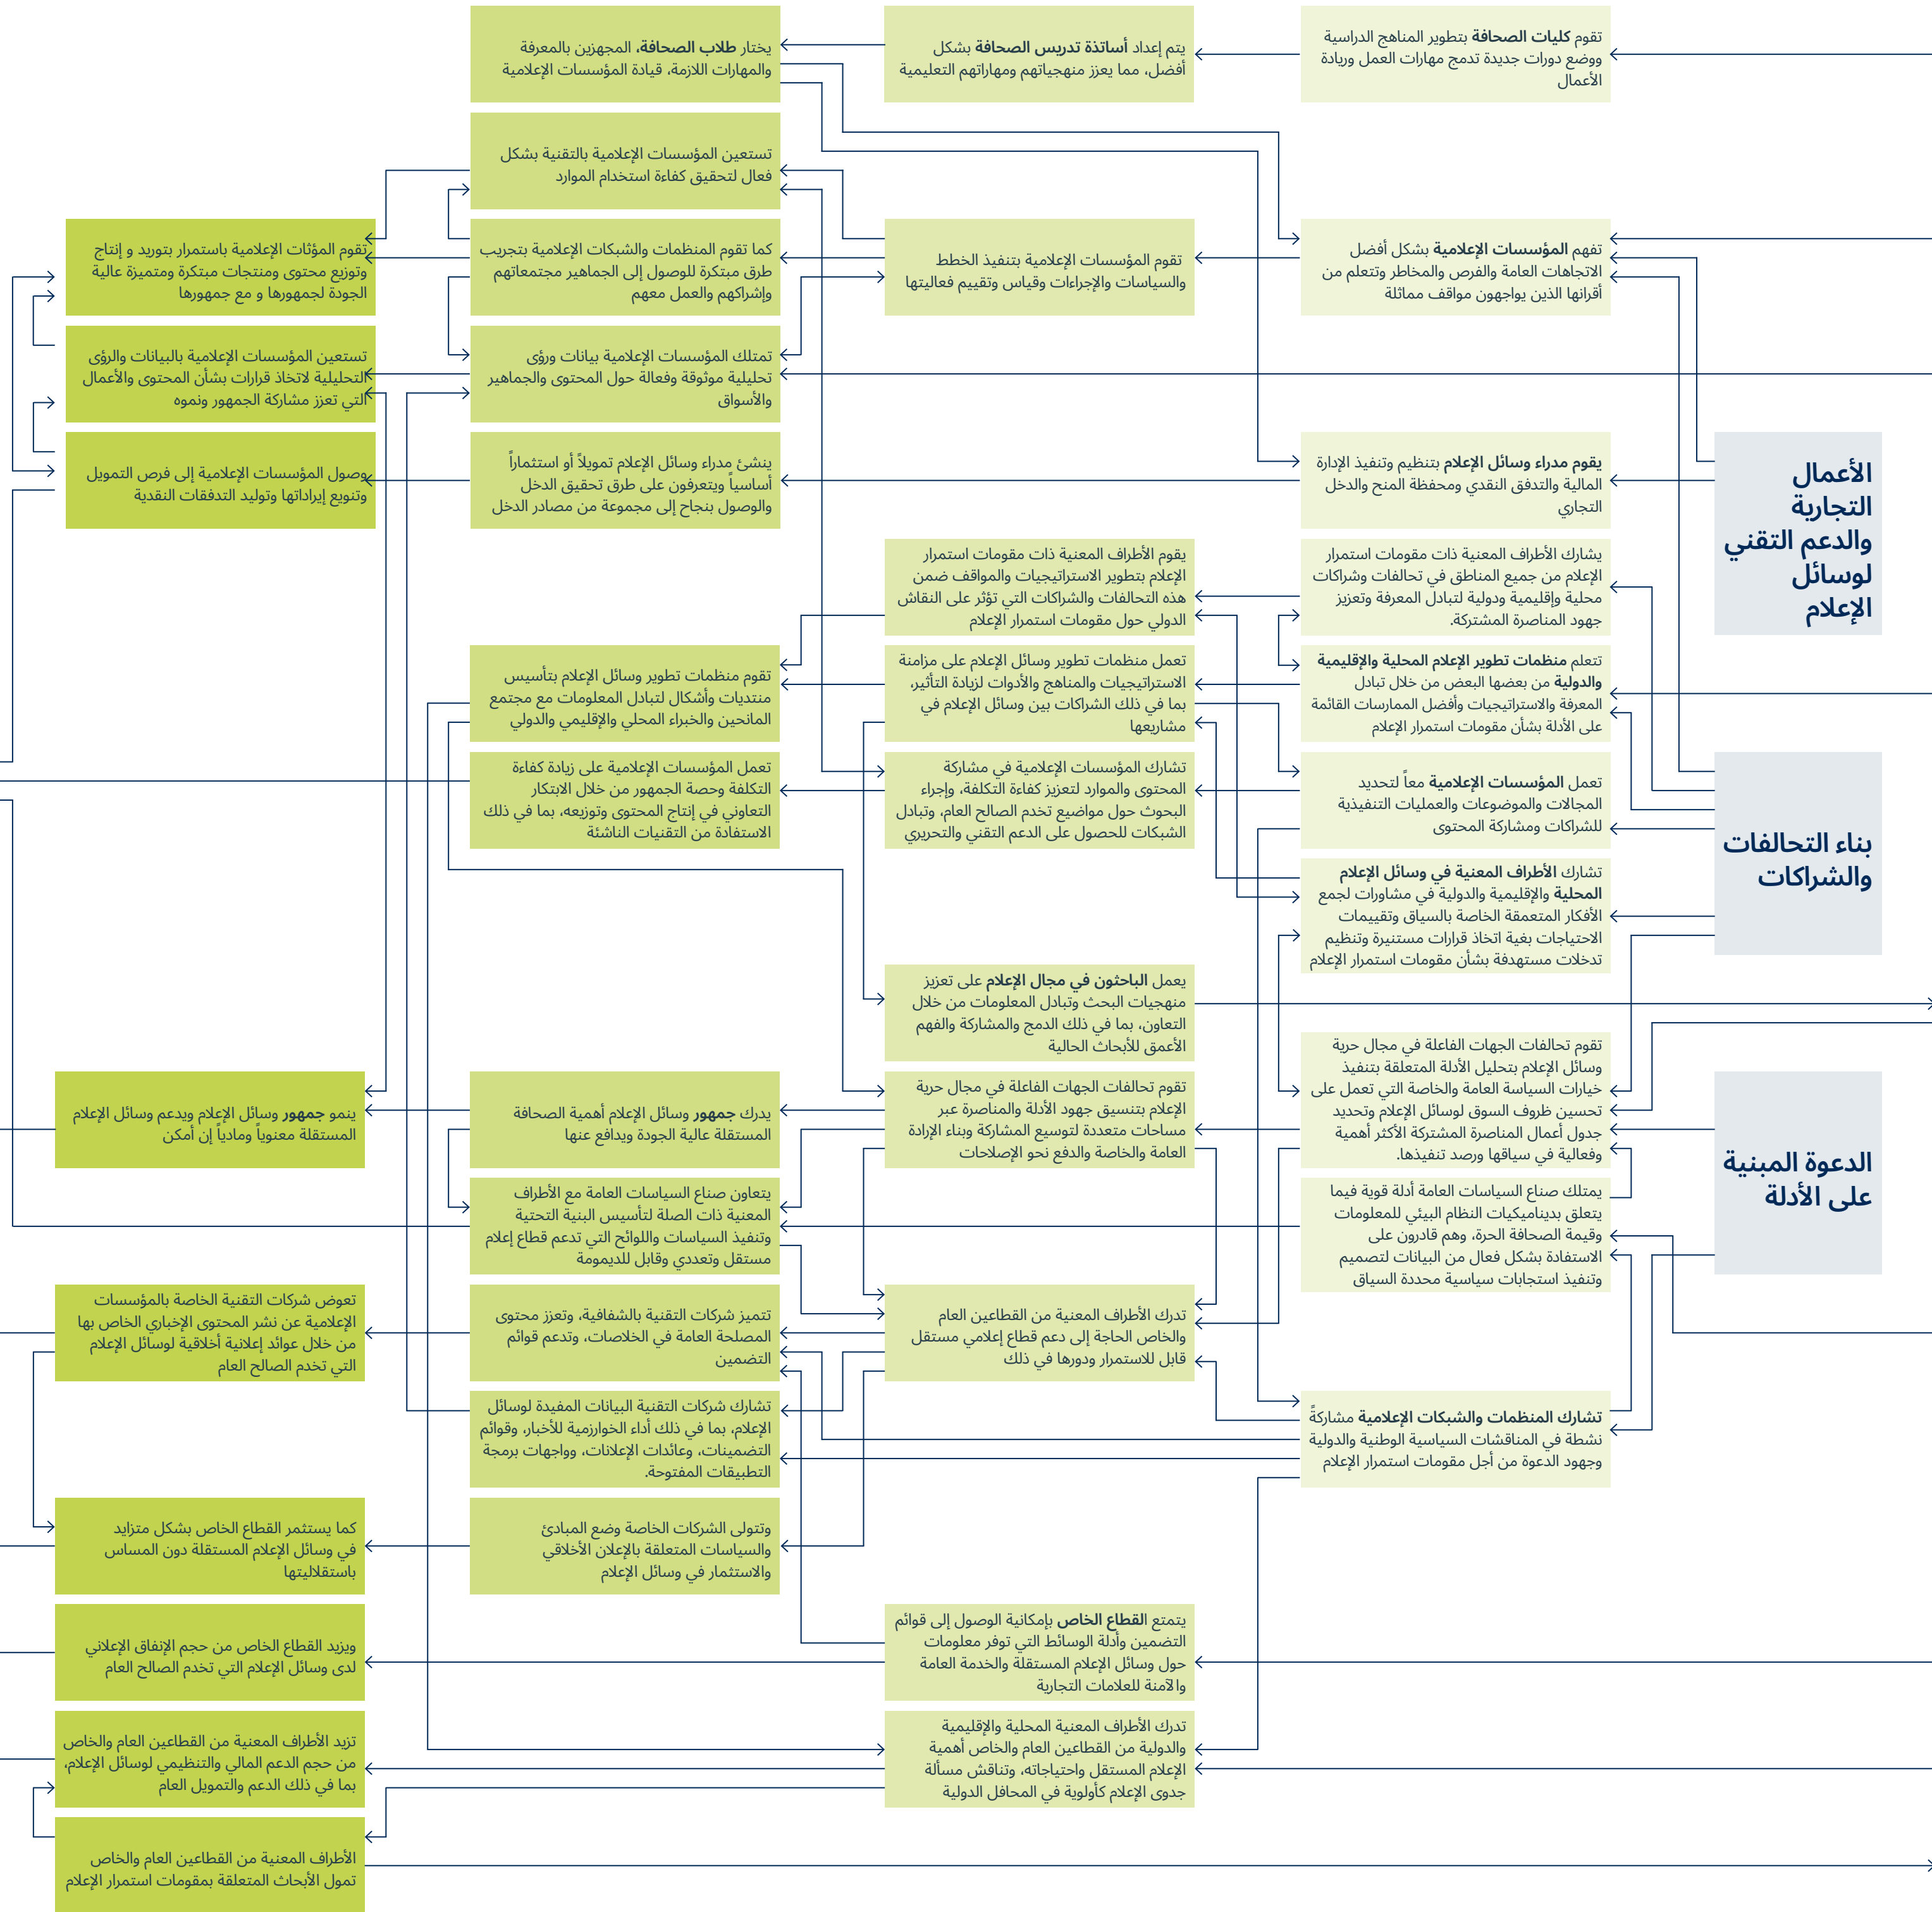 الأعمال
التجارية
والدعم التقني
لوسائل
الإعلام
بناء التحالفات
والشراكات
الدعوة المبنية
على الأدلة
تقوم كليات الصحافة بتطوير المناهج الدراسية
ووضع دورات جديدة تدمج مهارات العمل وريادة
الأعمال
تفهم المؤسسات الإعلامية بشكل أفضل
الاتجاهات العامة والفرص والمخاطر وتتعلم من
أقرانها الذين يواجهون مواقف مماثلة
يقوم مدراء وسائل الإعلام بتنظيم وتنفيذ الإدارة
المالية والتدفق النقدي ومحفظة المنح والدخل
التجاري
يشارك الأطراف المعنية ذات مقومات استمرار
الإعلام من جميع المناطق في تحالفات وشراكات
محلية وإقليمية ودولية لتبادل المعرفة وتعزيز
جهود المناصرة المشتركة.
تتعلم منظمات تطوير الإعلام المحلية والإقليمية
والدولية من بعضها البعض من خلال تبادل
المعرفة والاستراتيجيات وأفضل الممارسات القائمة
على الأدلة بشأن مقومات استمرار الإعلام
تعمل المؤسسات الإعلامية معاً لتحديد
المجالات والموضوعات والعمليات التنفيذية
للشراكات ومشاركة المحتوى
تشارك الأطراف المعنية في وسائل الإعلام
المحلية والإقليمية والدولية في مشاورات لجمع
الأفكار المتعمقة الخاصة بالسياق وتقييمات
الاحتياجات بغية اتخاذ قرارات مستنيرة وتنظيم
تدخلات مستهدفة بشأن مقومات استمرار الإعلام
تقوم تحالفات الجهات الفاعلة في مجال حرية
وسائل الإعلام بتحليل الأدلة المتعلقة بتنفيذ
خيارات السياسة العامة والخاصة التي تعمل على
تحسين ظروف السوق لوسائل الإعلام وتحديد
جدول أعمال المناصرة المشتركة الأكثر أهمية
وفعالية في سياقها ورصد تنفيذها.
يمتلك صناع السياسات العامة أدلة قوية فيما
يتعلق بديناميكيات النظام البيئي للمعلومات
وقيمة الصحافة الحرة، وهم قادرون على
الاستفادة بشكل فعال من البيانات لتصميم
وتنفيذ استجابات سياسية محددة السياق
تشارك المنظمات والشبكات الإعلامية مشاركةً
نشطة في المناقشات السياسية الوطنية والدولية
وجهود الدعوة من أجل مقومات استمرار الإعلام
يتم إعداد أساتذة تدريس الصحافة بشكل
أفضل، مما يعزز منهجياتهم ومهاراتهم التعليمية
تقوم المؤسسات الإعلامية بتنفيذ الخطط
والسياسات والإجراءات وقياس وتقييم فعاليتها
يقوم الأطراف المعنية ذات مقومات استمرار
الإعلام بتطوير الاستراتيجيات والمواقف ضمن
هذه التحالفات والشراكات التي تؤثر على النقاش
الدولي حول مقومات استمرار الإعلام
تعمل منظمات تطوير وسائل الإعلام على مزامنة
الاستراتيجيات والمناهج والأدوات لزيادة التأثير،
بما في ذلك الشراكات بين وسائل الإعلام في
مشاريعها
تشارك المؤسسات الإعلامية في مشاركة
المحتوى والموارد لتعزيز كفاءة التكلفة، وإجراء
البحوث حول مواضيع تخدم الصالح العام، وتبادل
الشبكات للحصول على الدعم التقني والتحريري
يعمل الباحثون في مجال الإعلام على تعزيز
منهجيات البحث وتبادل المعلومات من خلال
التعاون، بما في ذلك الدمج والمشاركة والفهم
الأعمق للأبحاث الحالية
تقوم تحالفات الجهات الفاعلة في مجال حرية
الإعلام بتنسيق جهود الأدلة والمناصرة عبر
مساحات متعددة لتوسيع المشاركة وبناء الإرادة
العامة والخاصة والدفع نحو الإصلاحات
تدرك الأطراف المعنية من القطاعين العام
والخاص الحاجة إلى دعم قطاع إعلامي مستقل
قابل للاستمرار ودورها في ذلك
يتمتع القطاع الخاص بإمكانية الوصول إلى قوائم
التضمين وأدلة الوسائط التي توفر معلومات
حول وسائل الإعلام المستقلة والخدمة العامة
والآمنة للعلامات التجارية
تدرك الأطراف المعنية المحلية والإقليمية
والدولية من القطاعين العام والخاص أهمية
الإعلام المستقل واحتياجاته، وتناقش مسألة
جدوى الإعلام كأولوية في المحافل الدولية
يختار طلاب الصحافة، المجهزين بالمعرفة
والمهارات اللازمة، قيادة المؤسسات الإعلامية
تستعين المؤسسات الإعلامية بالتقنية بشكل
فعال لتحقيق كفاءة استخدام الموارد
كما تقوم المنظمات والشبكات الإعلامية بتجريب
طرق مبتكرة للوصول إلى الجماهير مجتمعاتهم
وإشراكهم والعمل معهم
تمتلك المؤسسات الإعلامية بيانات ورؤى
تحليلية موثوقة وفعالة حول المحتوى والجماهير
والأسواق
ينشئ مدراء وسائل الإعلام تمويلاً أو استثماراً
أساسياً ويتعرفون على طرق تحقيق الدخل
والوصول بنجاح إلى مجموعة من مصادر الدخل
تقوم منظمات تطوير وسائل الإعلام بتأسيس
منتديات وأشكال لتبادل المعلومات مع مجتمع
المانحين والخبراء المحلي والإقليمي والدولي
تعمل المؤسسات الإعلامية على زيادة كفاءة
التكلفة وحصة الجمهور من خلال الابتكار
التعاوني في إنتاج المحتوى وتوزيعه، بما في ذلك
الاستفادة من التقنيات الناشئة
يدرك جمهور وسائل الإعلام أهمية الصحافة
المستقلة عالية الجودة ويدافع عنها
يتعاون صناع السياسات العامة مع الأطراف
المعنية ذات الصلة لتأسيس البنية التحتية
وتنفيذ السياسات واللوائح التي تدعم قطاع إعلام
مستقل وتعددي وقابل للديمومة
تتميز شركات التقنية بالشفافية، وتعزز محتوى
المصلحة العامة في الخلاصات، وتدعم قوائم
التضمين
تشارك شركات التقنية البيانات المفيدة لوسائل
الإعلام، بما في ذلك أداء الخوارزمية للأخبار، وقوائم
التضمينات، وعائدات الإعلانات، وواجهات برمجة
التطبيقات المفتوحة.
وتتولى الشركات الخاصة وضع المبادئ
والسياسات المتعلقة بالإعلان الأخلاقي
والاستثمار في وسائل الإعلام
تقوم المؤثات الإعلامية باستمرار بتوريد و إنتاج
وتوزيع محتوى ومنتجات مبتكرة ومتميزة عالية
الجودة لجمهورها و مع جمهورها
تستعين المؤسسات الإعلامية بالبيانات والرؤى
التحليلية لاتخاذ قرارات بشأن المحتوى والأعمال
التي تعزز مشاركة الجمهور ونموه
وصول المؤسسات الإعلامية إلى فرص التمويل
وتنويع إيراداتها وتوليد التدفقات النقدية
ينمو جمهور وسائل الإعلام ويدعم وسائل الإعلام
المستقلة معنوياً ومادياً إن أمكن
تعوض شركات التقنية الخاصة بالمؤسسات
الإعلامية عن نشر المحتوى الإخباري الخاص بها
من خلال عوائد إعلانية أخلاقية لوسائل الإعلام
التي تخدم الصالح العام
كما يستثمر القطاع الخاص بشكل متزايد
في وسائل الإعلام المستقلة دون المساس
باستقلاليتها
ويزيد القطاع الخاص من حجم الإنفاق الإعلاني
لدى وسائل الإعلام التي تخدم الصالح العام
تزيد الأطراف المعنية من القطاعين العام والخاص
من حجم الدعم المالي والتنظيمي لوسائل الإعلام،
بما في ذلك الدعم والتمويل العام
الأطراف المعنية من القطاعين العام والخاص
تمول الأبحاث المتعلقة بمقومات استمرار الإعلام